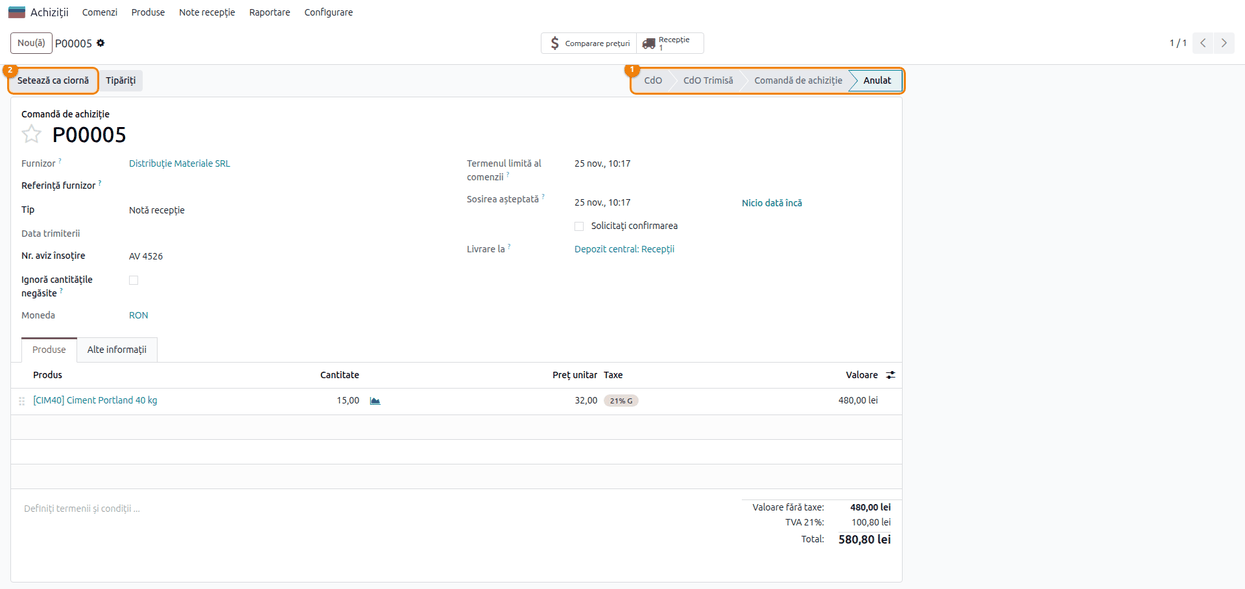 Achiziții Comenzi Produse Note recepție Raportare Configurare
Nou(ă) P00005 Comparare prețuri Recepție 1 1 / 1
2 Setează ca ciornă Tipăriți 1 CdO CdO Trimisă Comandă de achiziție Anulat
Comandă de achiziție
P00005
Furnizor ? Distribuție Materiale SRL
Referință furnizor ?
Tip Notă recepție
Data trimiterii
Nr. aviz însoțire AV 4526
Ignoră cantitățile
negăsite ?
Moneda RON
Termenul limită al
comenzii ? 25 nov., 10:17
Sosirea așteptată ? 25 nov., 10:17 Nicio dată încă
Solicitați confirmarea
Livrare la ? Depozit central: Recepții
Produse Alte informații
Produs Cantitate Preț unitar Taxe Valoare
[CIM40] Ciment Portland 40 kg 15,00 32,00 21% G 480,00 lei
Definiți termenii și condiții ...
Valoare fără taxe: 480,00 lei
TVA 21%: 100,80 lei
Total: 580,80 lei